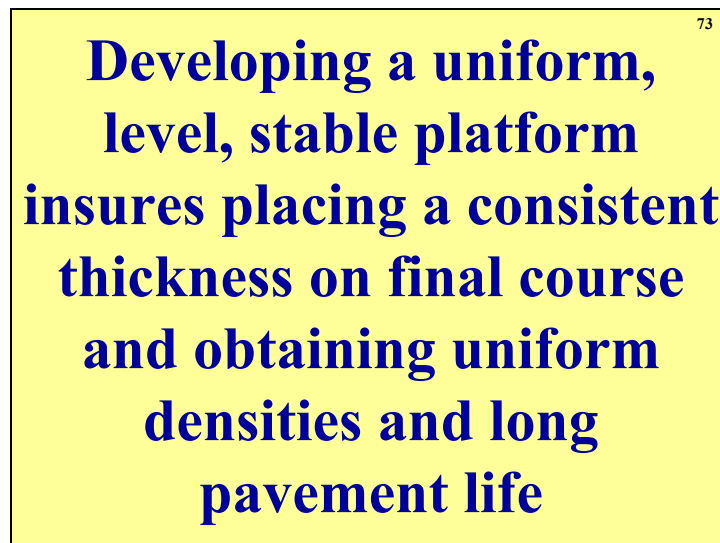 73
Developing a uniform,
level, stable platform
insures placing a consistent
thickness on final course
and obtaining uniform
densities and long
pavement life